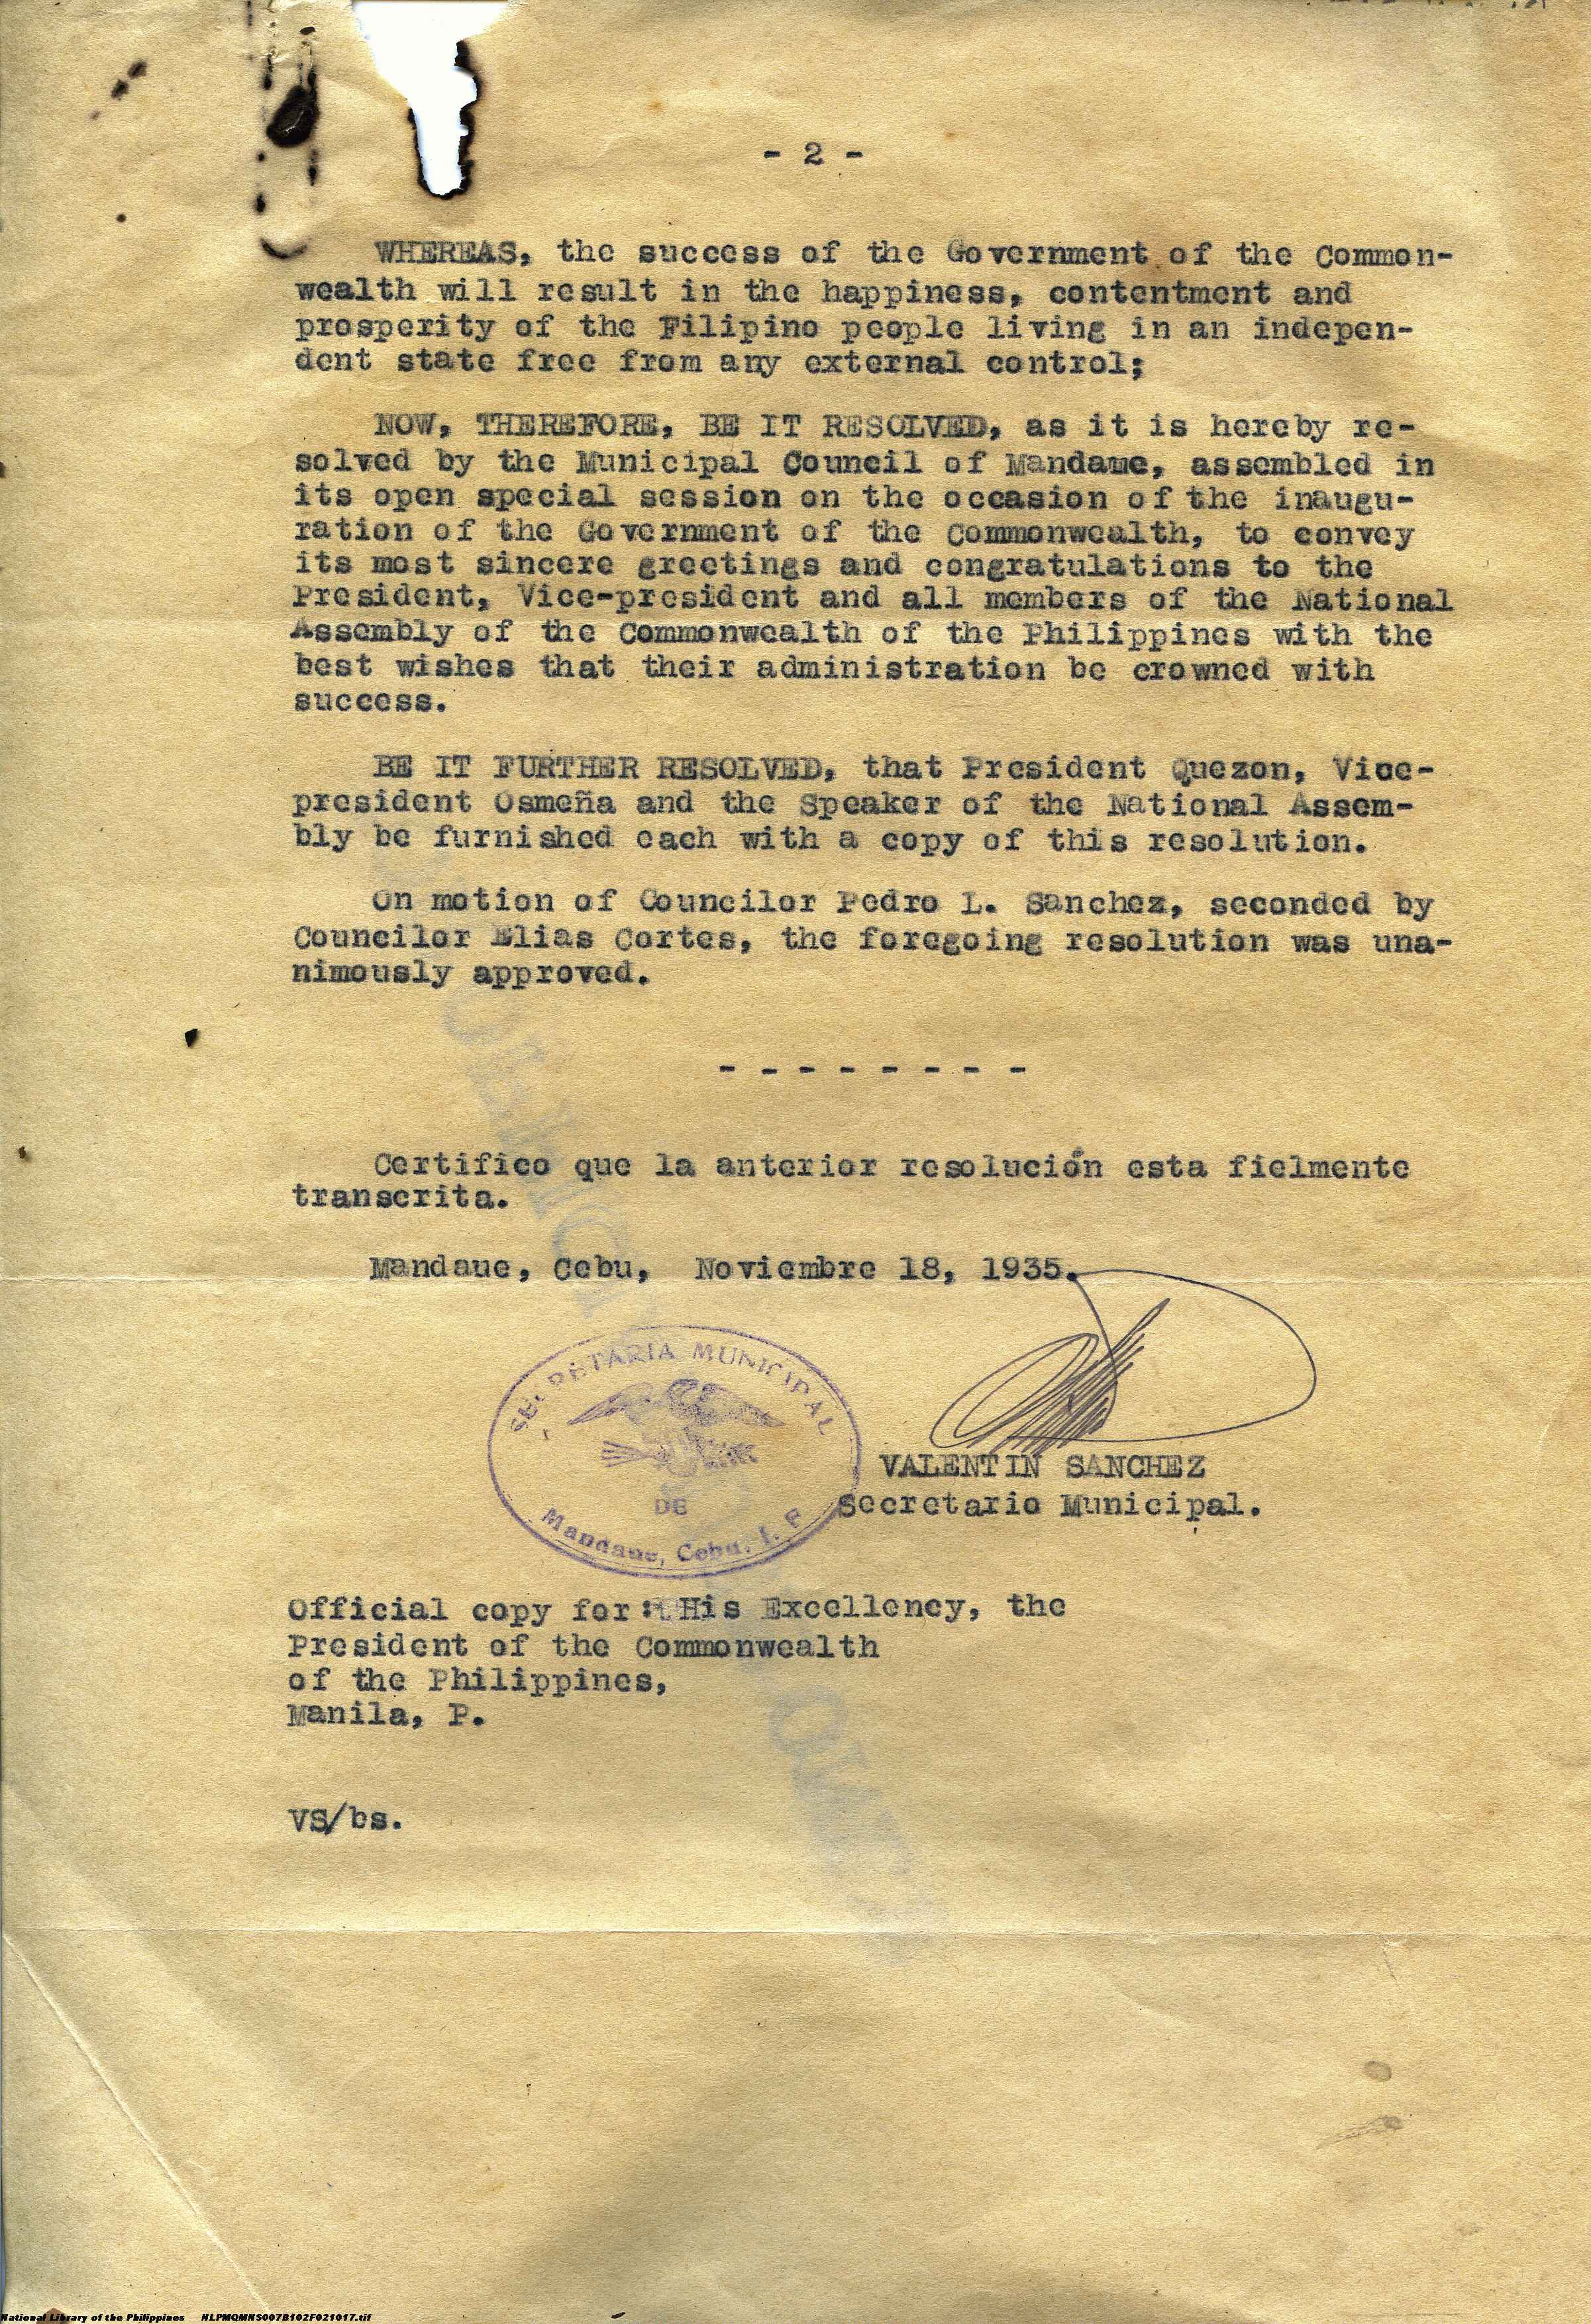 - 2 -
WHEREAS, the success of the Government of the Common-
wealth will result in the happiness, contentment and
prosperity of the Filipino people living in an indepen-
dent state free from any external control;
NOW, THEREFORE, BE IT RESOLVED, as it is hereby re-
solved by the Municipal Council of Mandaue, assembled in
its open special session on the occasion of the inaugu-
ration of the Government of the Commonwealth, to convey
its most sincere greetings and congratulations to the
President, Vice-president and all members of the National
Assembly of the Commonwealth of the Philippines with the
best wishes that their administration be crowned with
success.
BE IT FURTHER RESOLVED, that President Quezon, Vice-
president Osmeña and the Speaker of the National Assem-
bly be furnished each with a copy of this resolution.
On motion of Councilor Pedro L. Sanchez, seconded by
Councilor Elias Cortes, the foregoing resolution was una-
nimously approved.
- - - - - - - -
Certifico que la anterior resolución esta fielmente
transcrita.
Mandaue, Cebu, Noviembre 18, 1935.
SECRETARIA MUNICIPAL
DE
Mandaue, Cebu. I. F.
VALENTIN SANCHEZ
Secretario Municipal.
Official copy for: His Excellency, the
President of the Commonwealth
of the Philippines,
Manila, P.
VS/bs.
National Library of the Philippines NLPMQMNS007B102F021017.tif